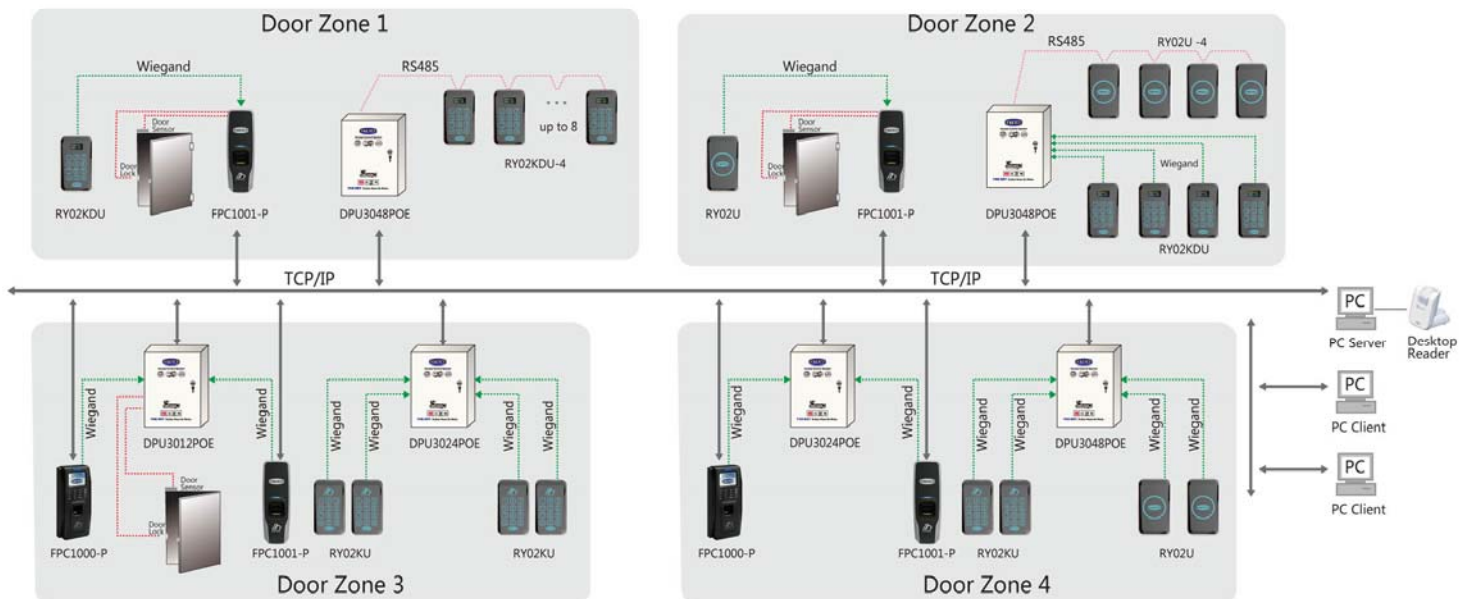 Door Zone 1
Wiegand
RS485
Door
Sensor
Door
Lock
up to 8
RY02KDU-4
RY02KDU
FPC1001-P
DPU3048POE
Door Zone 2
RS485
RY02U -4
Wiegand
Door
Sensor
Door
Lock
Wiegand
RY02U
FPC1001-P
DPU3048POE
RY02KDU
TCP/IP
TCP/IP
PC
PC Server
Desktop
Reader
PC
PC Client
PC
PC Client
Wiegand
DPU3012POE
Wiegand
Wiegand
Wiegand
DPU3024POE
Wiegand
Wiegand
Door
Sensor
Door
Lock
FPC1000-P
FPC1001-P
RY02KU
RY02KU
Door Zone 3
Wiegand
DPU3024POE
Wiegand
Wiegand
Wiegand
DPU3048POE
Wiegand
Wiegand
FPC1000-P
FPC1001-P
RY02KU
RY02U
Door Zone 4